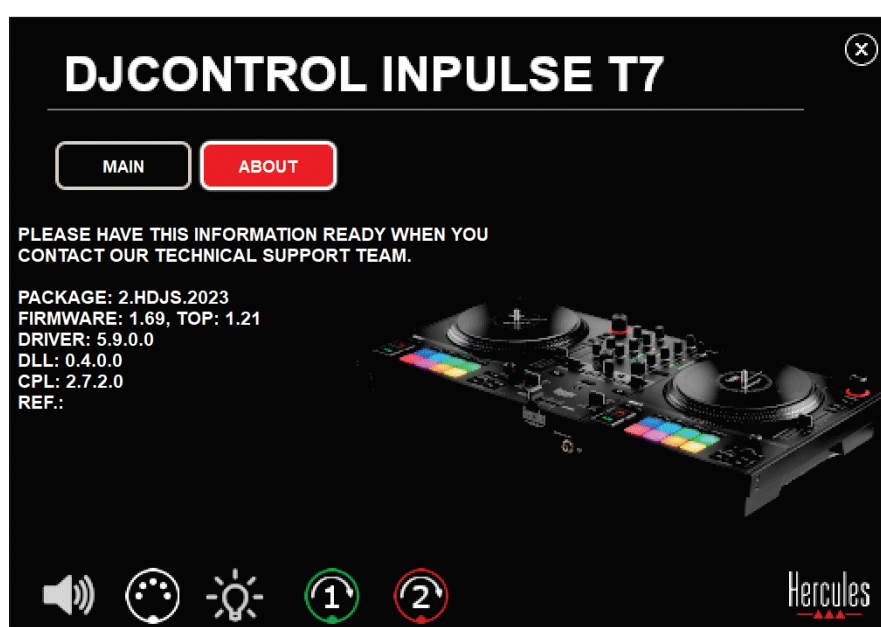 DJCONTROL INPULSE T7
MAIN
ABOUT
PLEASE HAVE THIS INFORMATION READY WHEN YOU
CONTACT OUR TECHNICAL SUPPORT TEAM.
PACKAGE: 2.HDJS.2023
FIRMWARE: 1.69, TOP: 1.21
DRIVER: 5.9.0.0
DLL: 0.4.0.0
CPL: 2.7.2.0
REF.:
1
2
Hercules